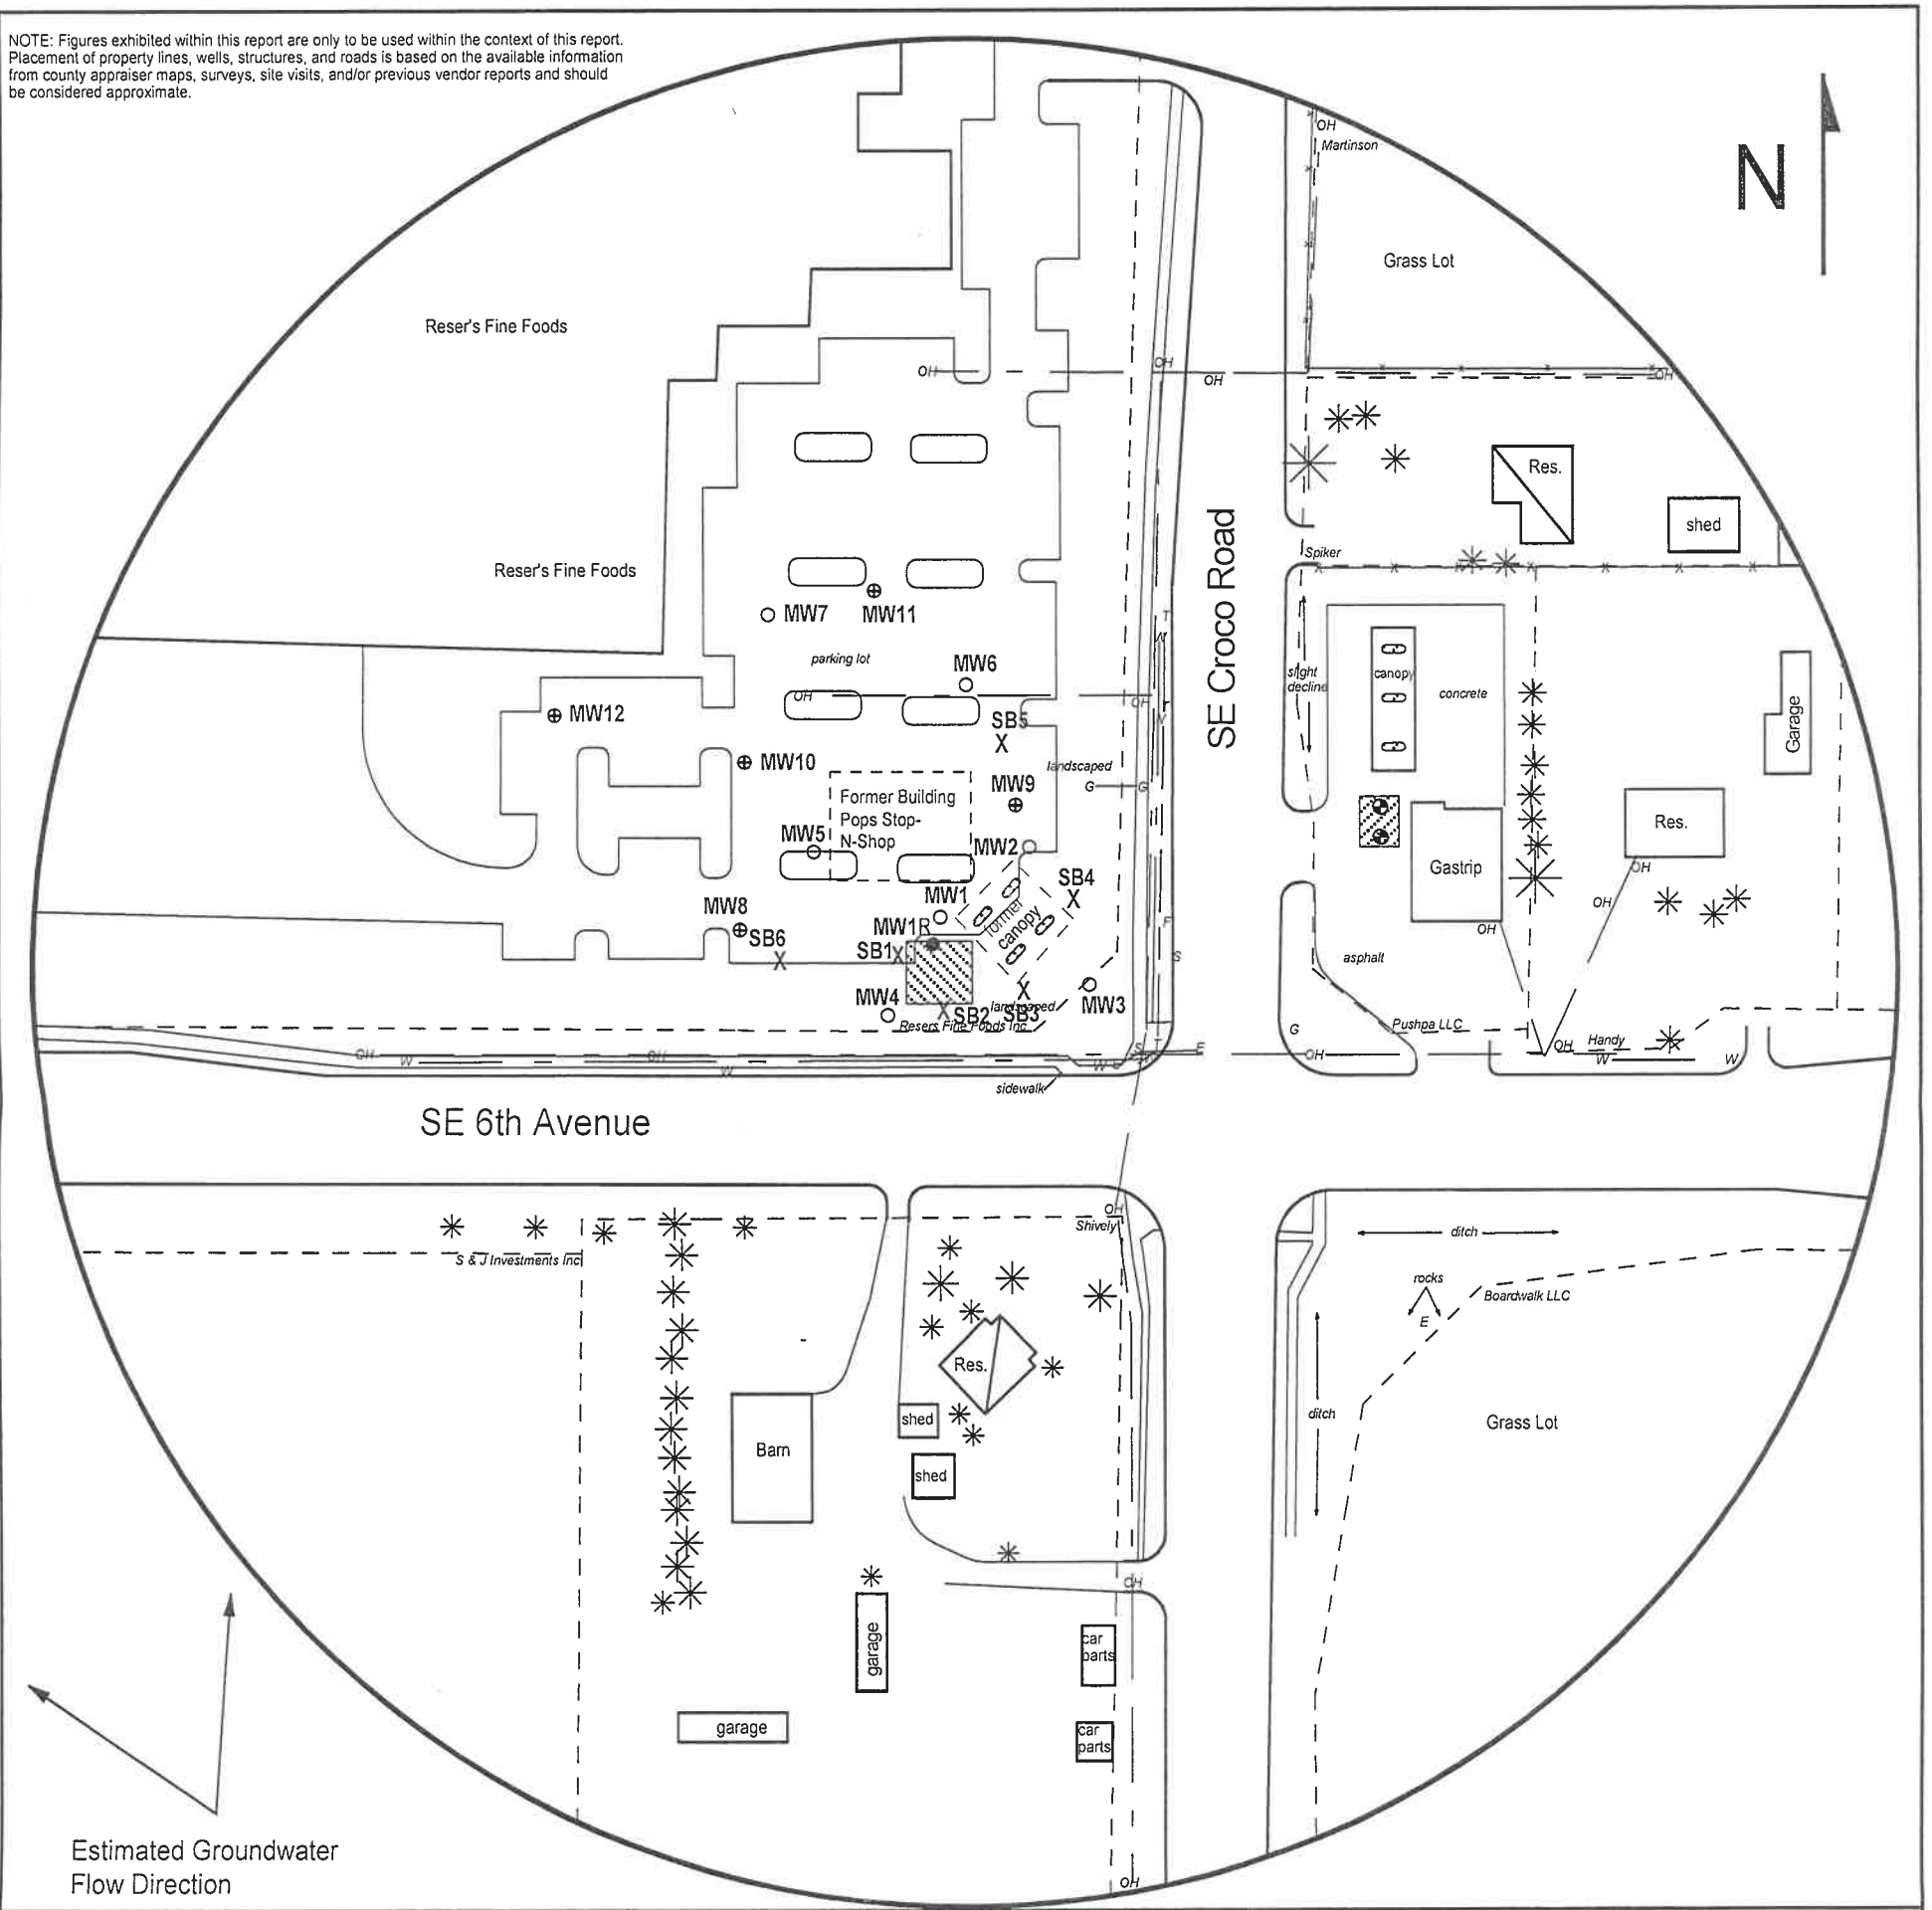 NOTE: Figures exhibited within this report are only to be used within the context of this report.
Placement of property lines, wells, structures, and roads is based on the available information
from county appraiser maps, surveys, site visits, and/or previous vendor reports and should
be considered approximate.
N
OH
Martinson
Grass Lot
Reser's Fine Foods
OH
OH
OH
OH
Res.
shed
SE Croco Road
Spiker
Reser's Fine Foods
MW7
MW11
parking lot
MW6
OH
OH
SB5
MW12
MW10
landscaped
G
G
T
W
T
W
slight
decline
canopy
concrete
Garage
Former Building
Pops Stop-
N-Shop
MW9
MW5
MW2
Gastrip
Res.
OH
OH
OH
MW1
SB4
former
canopy
MW8
MW1R
SB6
SB1
F
S
asphalt
MW4
landscaped
MW3
SB2
SB3
Resers Fine Foods Inc
G
Pushpa LLC
OH
Handy
W
W
OH
W
OH
W
S
T
E
W
E
OH
sidewalk
SE 6th Avenue
OH
Shively
S & J Investments Inc
ditch
rocks
E
Boardwalk LLC
Res.
shed
Barn
shed
ditch
Grass Lot
OH
garage
car
parts
garage
car
parts
OH
Estimated Groundwater
Flow Direction